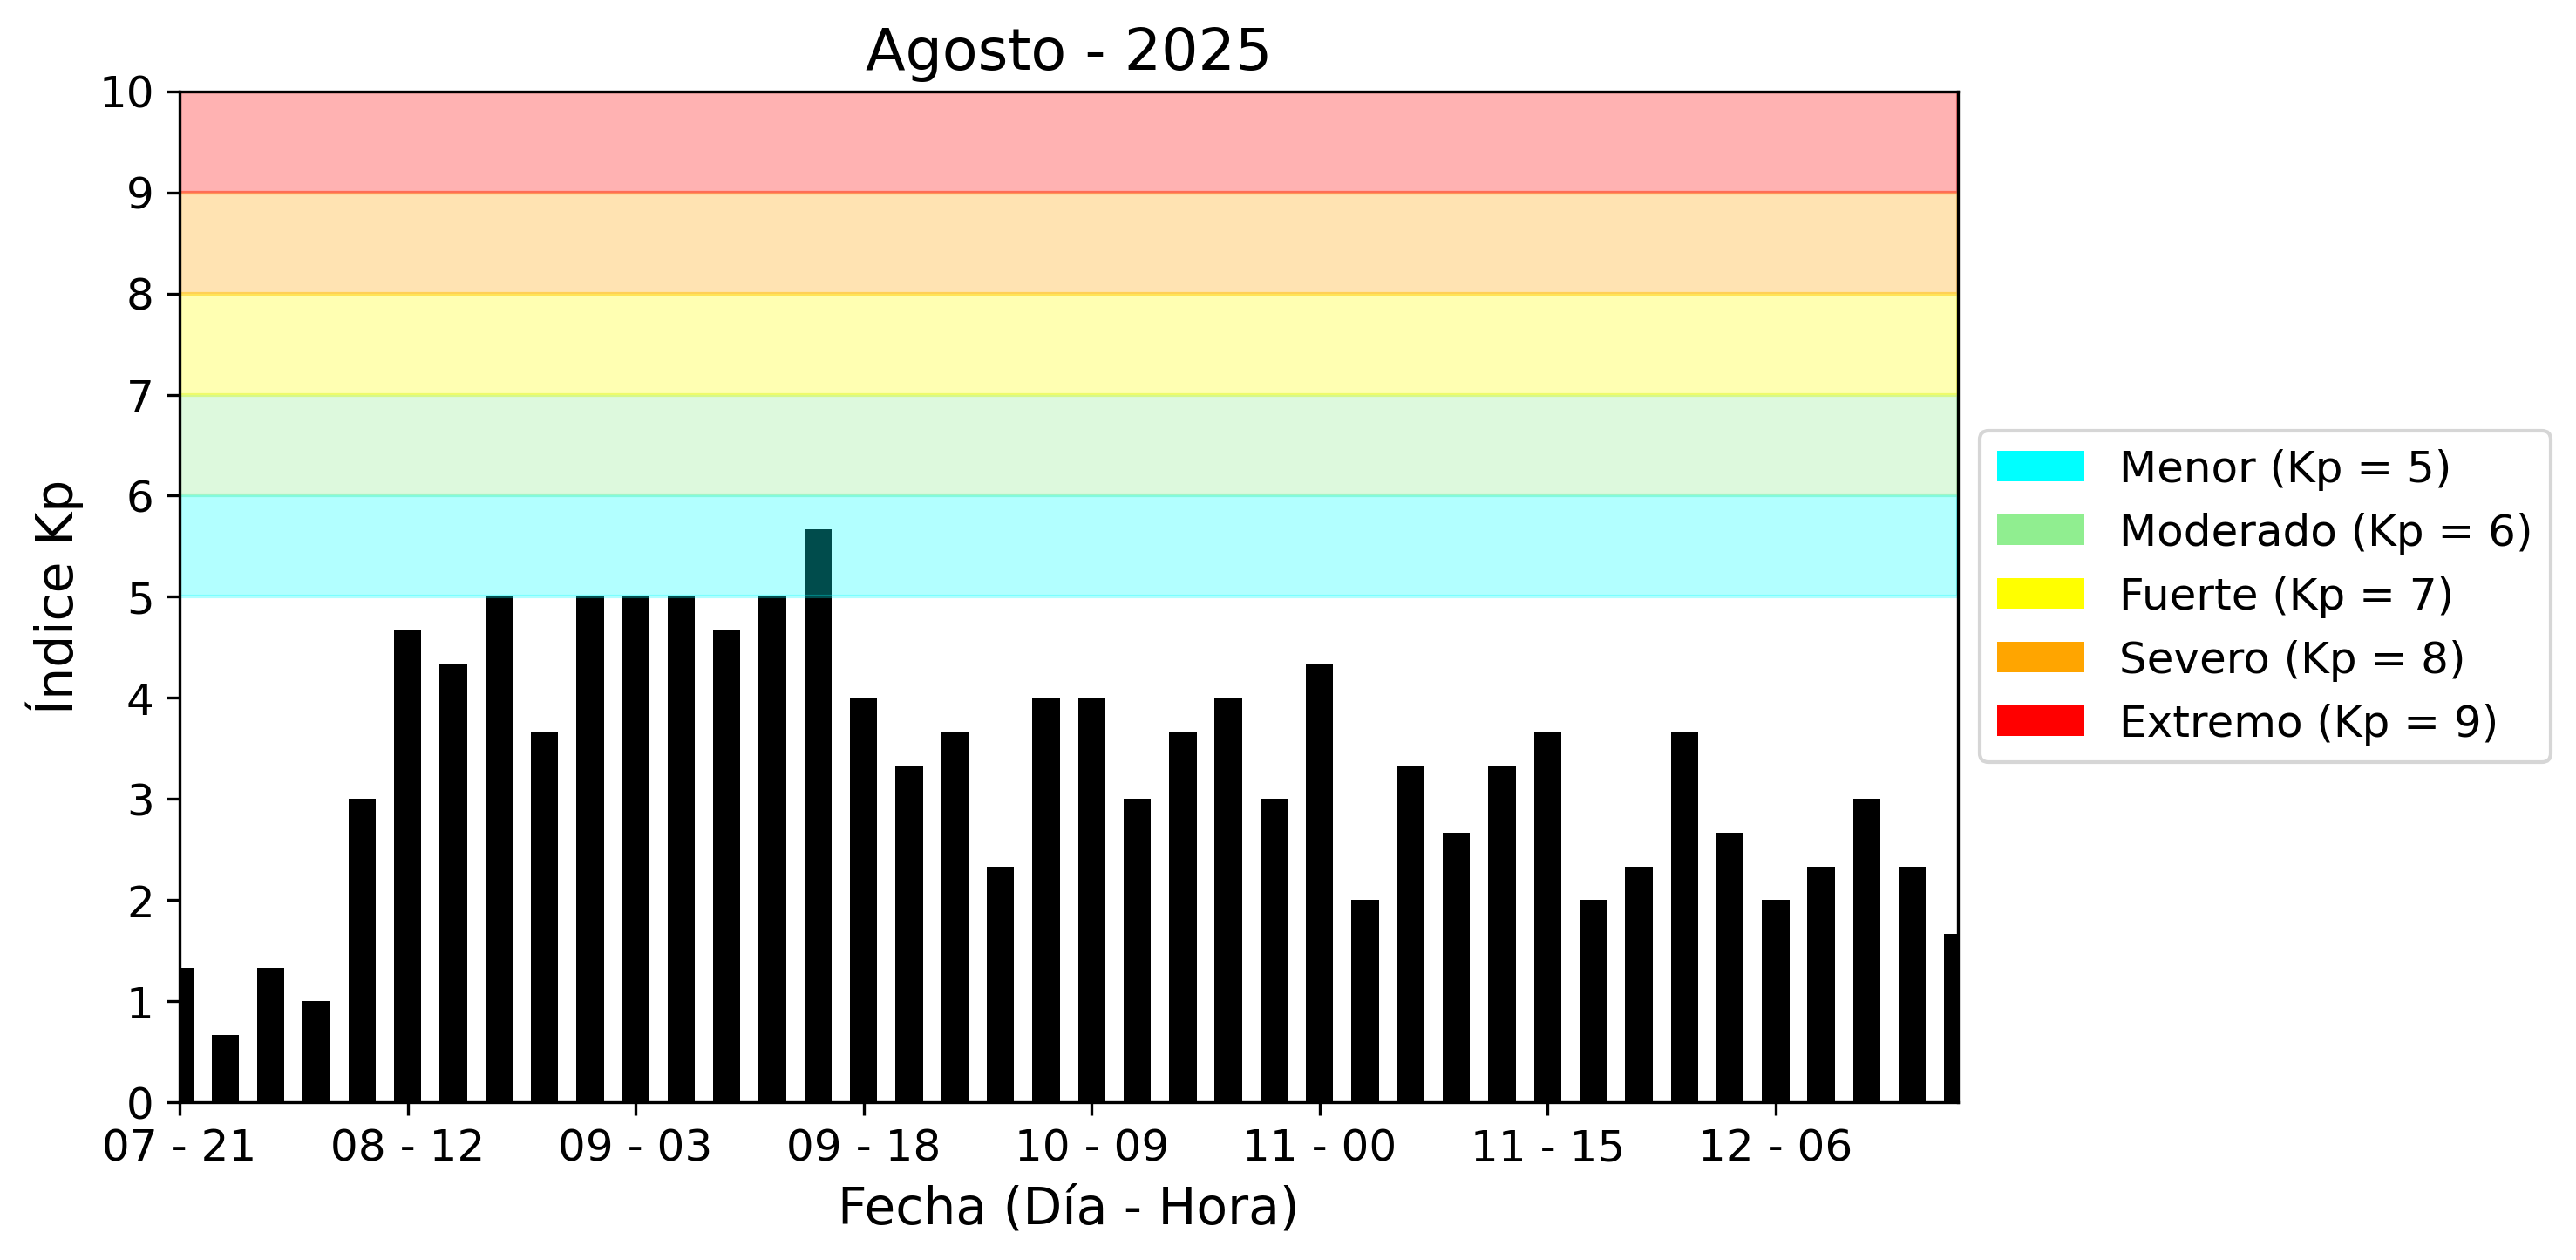 Agosto - 2025
10
9
8
7
6
5
4
3
2
1
0
Índice Kp
07 - 21
08 - 12
09 - 03
09 - 18
10 - 09
11 - 00
11 - 15
12 - 06
Fecha (Día - Hora)
Menor (Kp = 5)
Moderado (Kp = 6)
Fuerte (Kp = 7)
Severo (Kp = 8)
Extremo (Kp = 9)